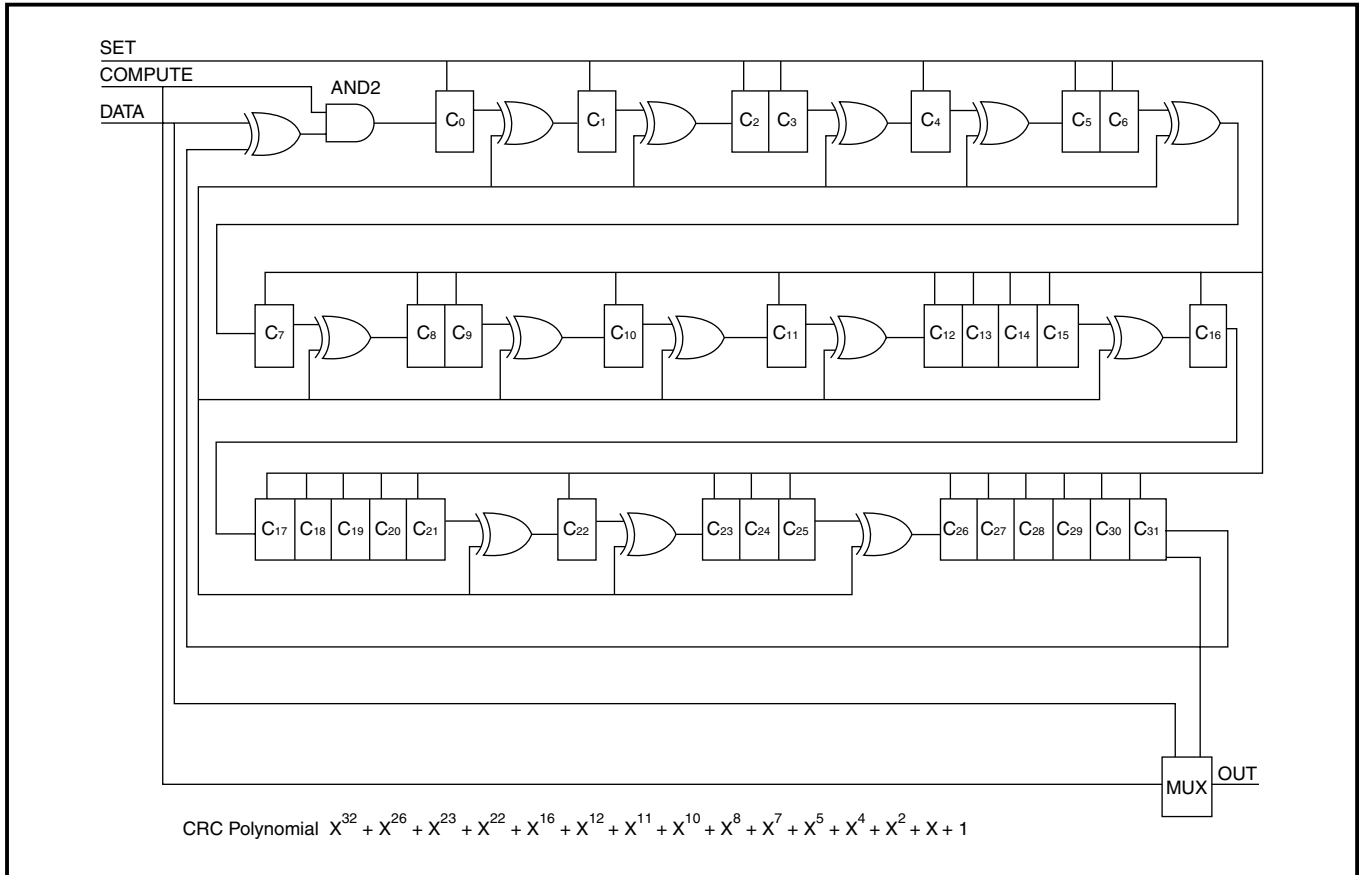 SET
COMPUTE
AND2
DATA
C₀ C₁ C₂ C₃ C₄ C₅ C₆
C₇ C₈ C₉ C₁₀ C₁₁ C₁₂ C₁₃ C₁₄ C₁₅ C₁₆
C₁₇ C₁₈ C₁₉ C₂₀ C₂₁ C₂₂ C₂₃ C₂₄ C₂₅ C₂₆ C₂₇ C₂₈ C₂₉ C₃₀ C₃₁
MUX OUT
CRC Polynomial X³² + X²⁶ + X²³ + X²² + X¹⁶ + X¹² + X¹¹ + X¹⁰ + X⁸ + X⁷ + X⁵ + X⁴ + X² + X + 1